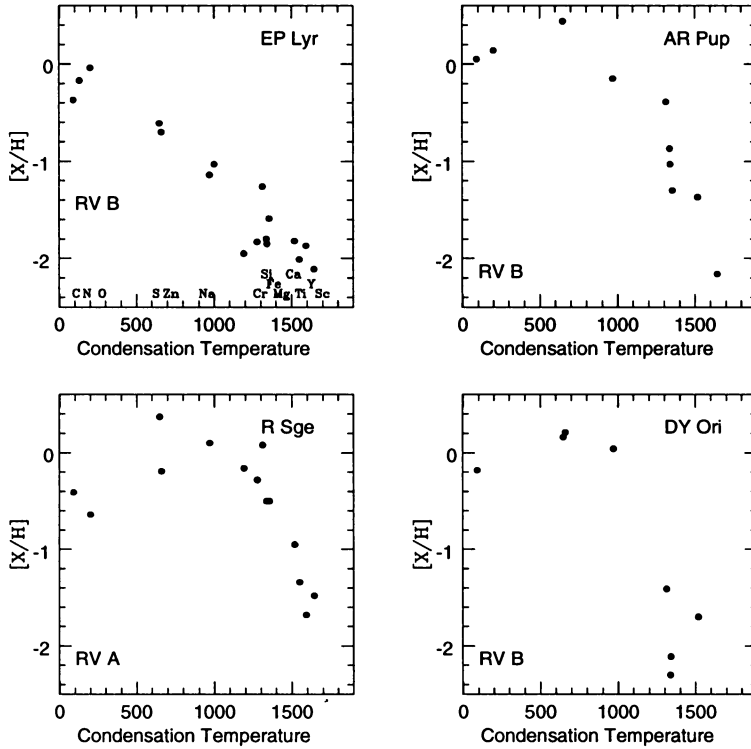 EP Lyr
[X/H]
0
-1
-2
RV B
Si Ca
Fe Y
C N O S Zn Na Cr Mg Ti Sc
0 500 1000 1500
Condensation Temperature
AR Pup
[X/H]
0
-1
-2
RV B
0 500 1000 1500
Condensation Temperature
R Sge
[X/H]
0
-1
-2
RV A
0 500 1000 1500
Condensation Temperature
DY Ori
[X/H]
0
-1
-2
RV B
0 500 1000 1500
Condensation Temperature